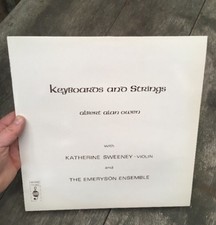 Keyboards and Strings
albert alan owen
with
KATHERINE SWEENEY - VIOLIN
and
THE EMERYSON ENSEMBLE